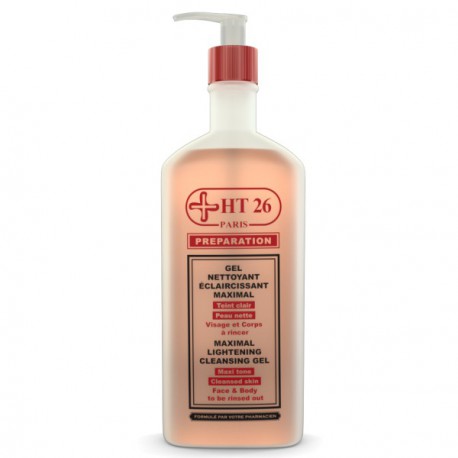 HT 26
PARIS
PREPARATION
GEL
NETTOYANT
ÉCLAIRCISSANT
MAXIMAL
Teint clair
Peau nette
Visage et Corps
à rincer
MAXIMAL
LIGHTENING
CLEANSING GEL
Maxi tone
Cleansed skin
Face & Body
to be rinsed out
FORMULÉ PAR VOTRE PHARMACIEN